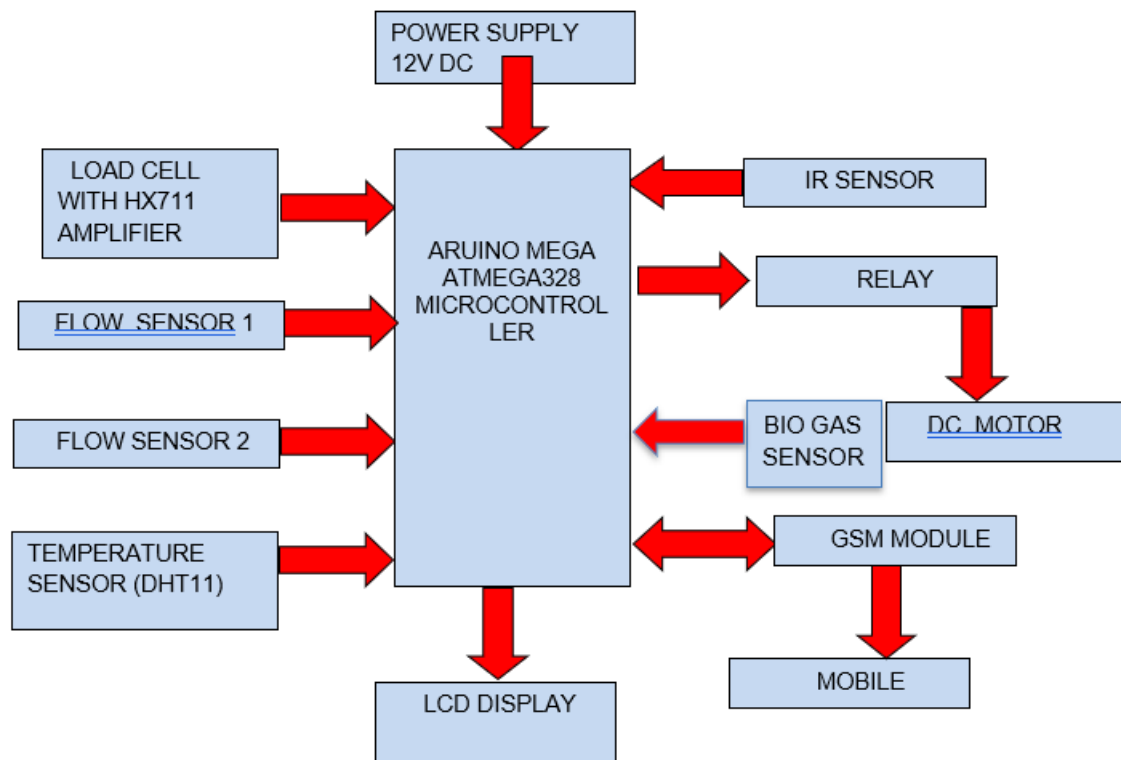 POWER SUPPLY
12V DC
LOAD CELL
WITH HX711
AMPLIFIER
IR SENSOR
ARUINO MEGA
ATMEGA328
MICROCONTROL
LER
RELAY
FLOW SENSOR 1
FLOW SENSOR 2
BIO GAS
SENSOR
DC MOTOR
TEMPERATURE
SENSOR (DHT11)
GSM MODULE
MOBILE
LCD DISPLAY